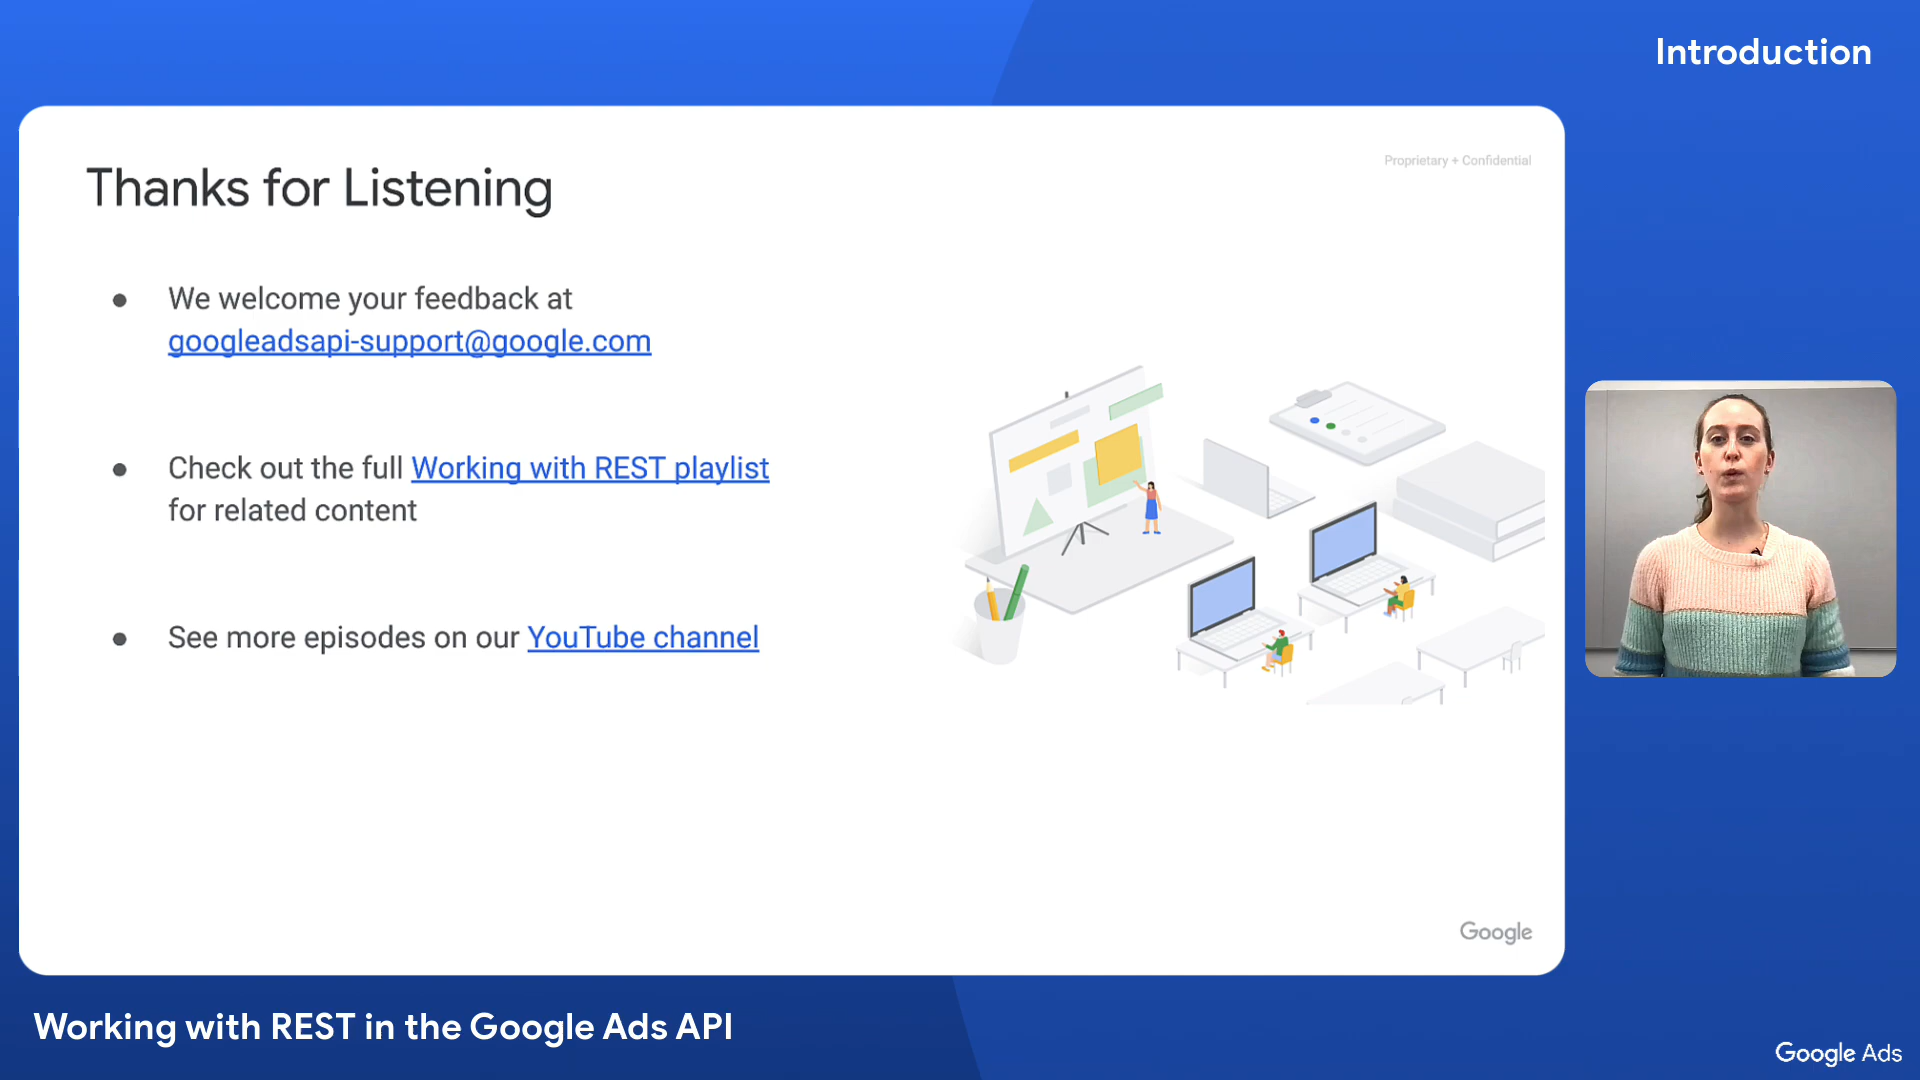 Introduction
Proprietary + Confidential
Thanks for Listening
● We welcome your feedback at
googleadsapi-support@google.com
● Check out the full Working with REST playlist
for related content
● See more episodes on our YouTube channel
Google
Working with REST in the Google Ads API
Google Ads